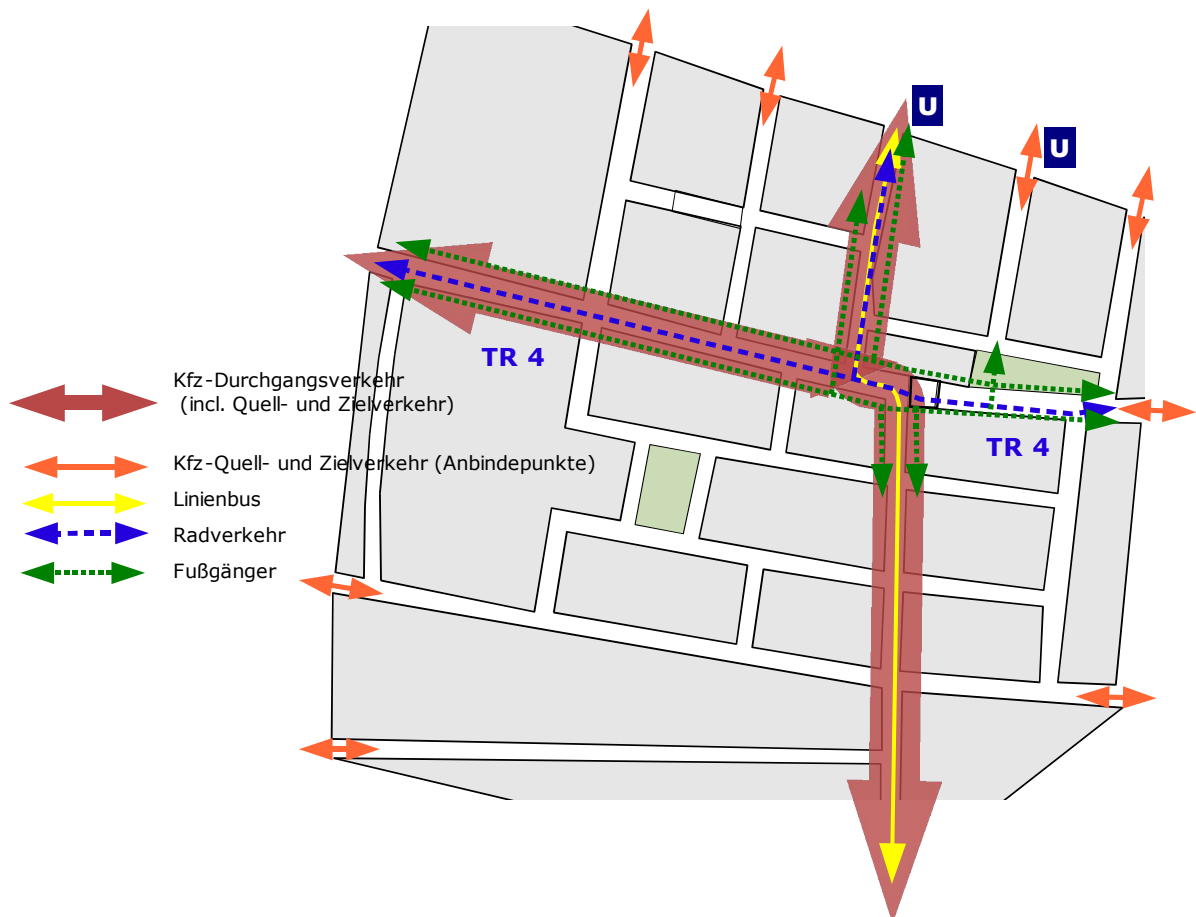 U
U
TR 4
Kfz-Durchgangsverkehr
(incl. Quell- und Zielverkehr)
TR 4
Kfz-Quell- und Zielverkehr (Anbindepunkte)
Linienbus
Radverkehr
Fußgänger